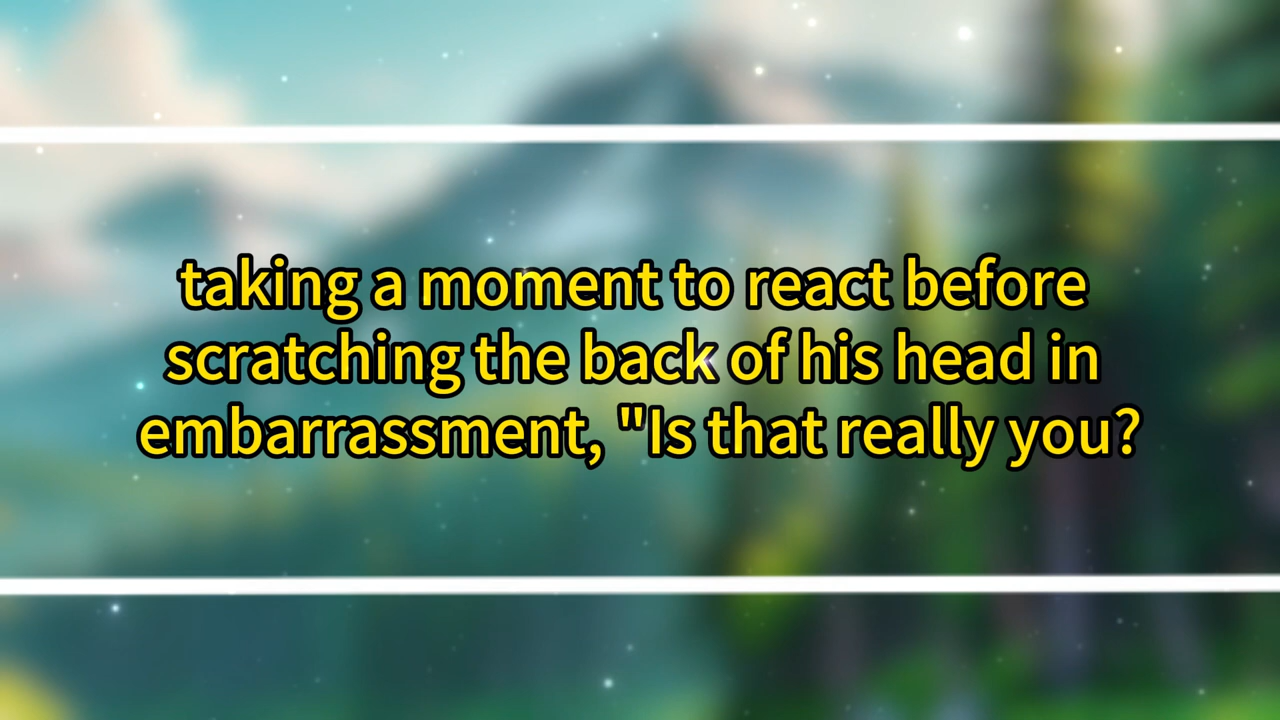 taking a moment to react before
scratching the back of his head in
embarrassment, "Is that really you?